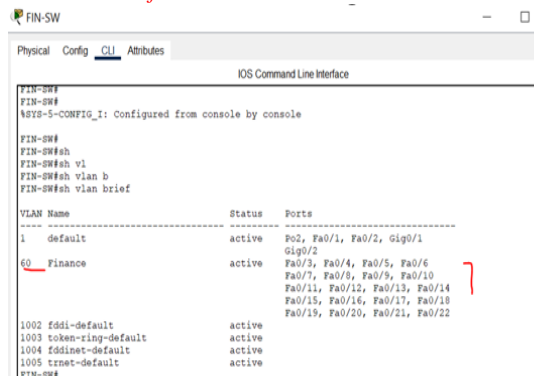 FIN-SW
Physical Config CLI Attributes
IOS Command Line Interface
FIN-SW#
FIN-SW#
%SYS-5-CONFIG_I: Configured from console by console
FIN-SW#
FIN-SW#sh
FIN-SW#sh vl
FIN-SW#sh vlan b
FIN-SW#sh vlan brief
VLAN Name Status Ports
---- -------------------------------- --------- -------------------------------
1 default active Po2, Fa0/1, Fa0/2, Gig0/1
Gig0/2
60 Finance active Fa0/3, Fa0/4, Fa0/5, Fa0/6
Fa0/7, Fa0/8, Fa0/9, Fa0/10
Fa0/11, Fa0/12, Fa0/13, Fa0/14
Fa0/15, Fa0/16, Fa0/17, Fa0/18
Fa0/19, Fa0/20, Fa0/21, Fa0/22
1002 fddi-default active
1003 token-ring-default active
1004 fddinet-default active
1005 trnet-default active
FIN-SW#